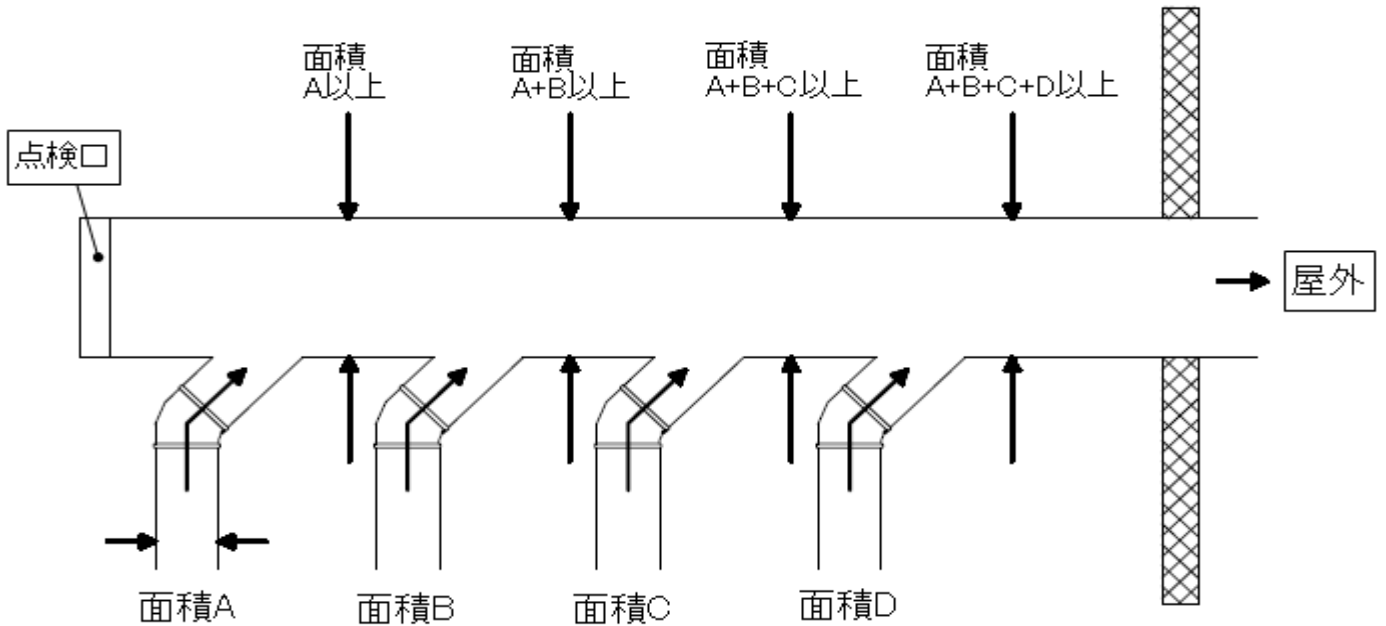 面積
A以上
面積
A+B以上
面積
A+B+C以上
面積
A+B+C+D以上
点検口
屋外
面積A
面積B
面積C
面積D